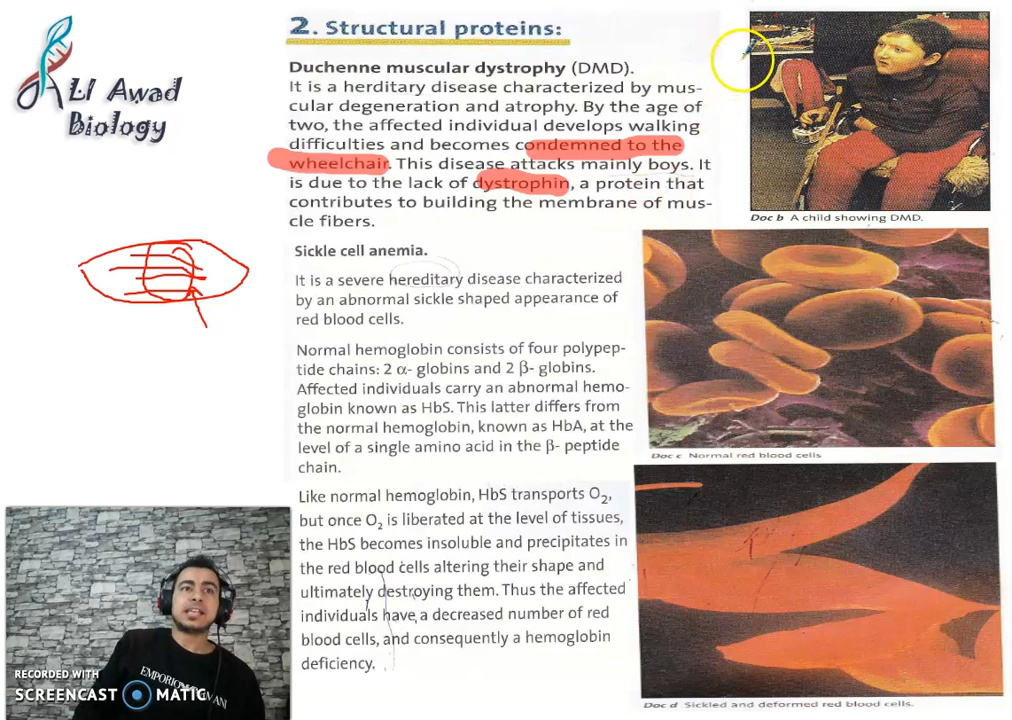 LI Awad
Biology
2. Structural proteins:
Duchenne muscular dystrophy (DMD).
It is a herditary disease characterized by mus-
cular degeneration and atrophy. By the age of
two, the affected individual develops walking
difficulties and becomes condemned to the
wheelchair. This disease attacks mainly boys. It
is due to the lack of dystrophin, a protein that
contributes to building the membrane of mus-
cle fibers.
Doc b A child showing DMD.
Sickle cell anemia.
It is a severe hereditary disease characterized
by an abnormal sickle shaped appearance of
red blood cells.
Normal hemoglobin consists of four polypep-
tide chains: 2 α- globins and 2 β- globins.
Affected individuals carry an abnormal hemo-
globin known as HbS. This latter differs from
the normal hemoglobin, known as HbA, at the
level of a single amino acid in the β- peptide
chain.
Doc c Normal red blood cells
Like normal hemoglobin, HbS transports O₂,
but once O₂ is liberated at the level of tissues,
the HbS becomes insoluble and precipitates in
the red blood cells altering their shape and
ultimately destroying them. Thus the affected
individuals have a decreased number of red
blood cells, and consequently a hemoglobin
deficiency.
Doc d Sickled and deformed red blood cells.
RECORDED WITH
SCREENCAST MATIC